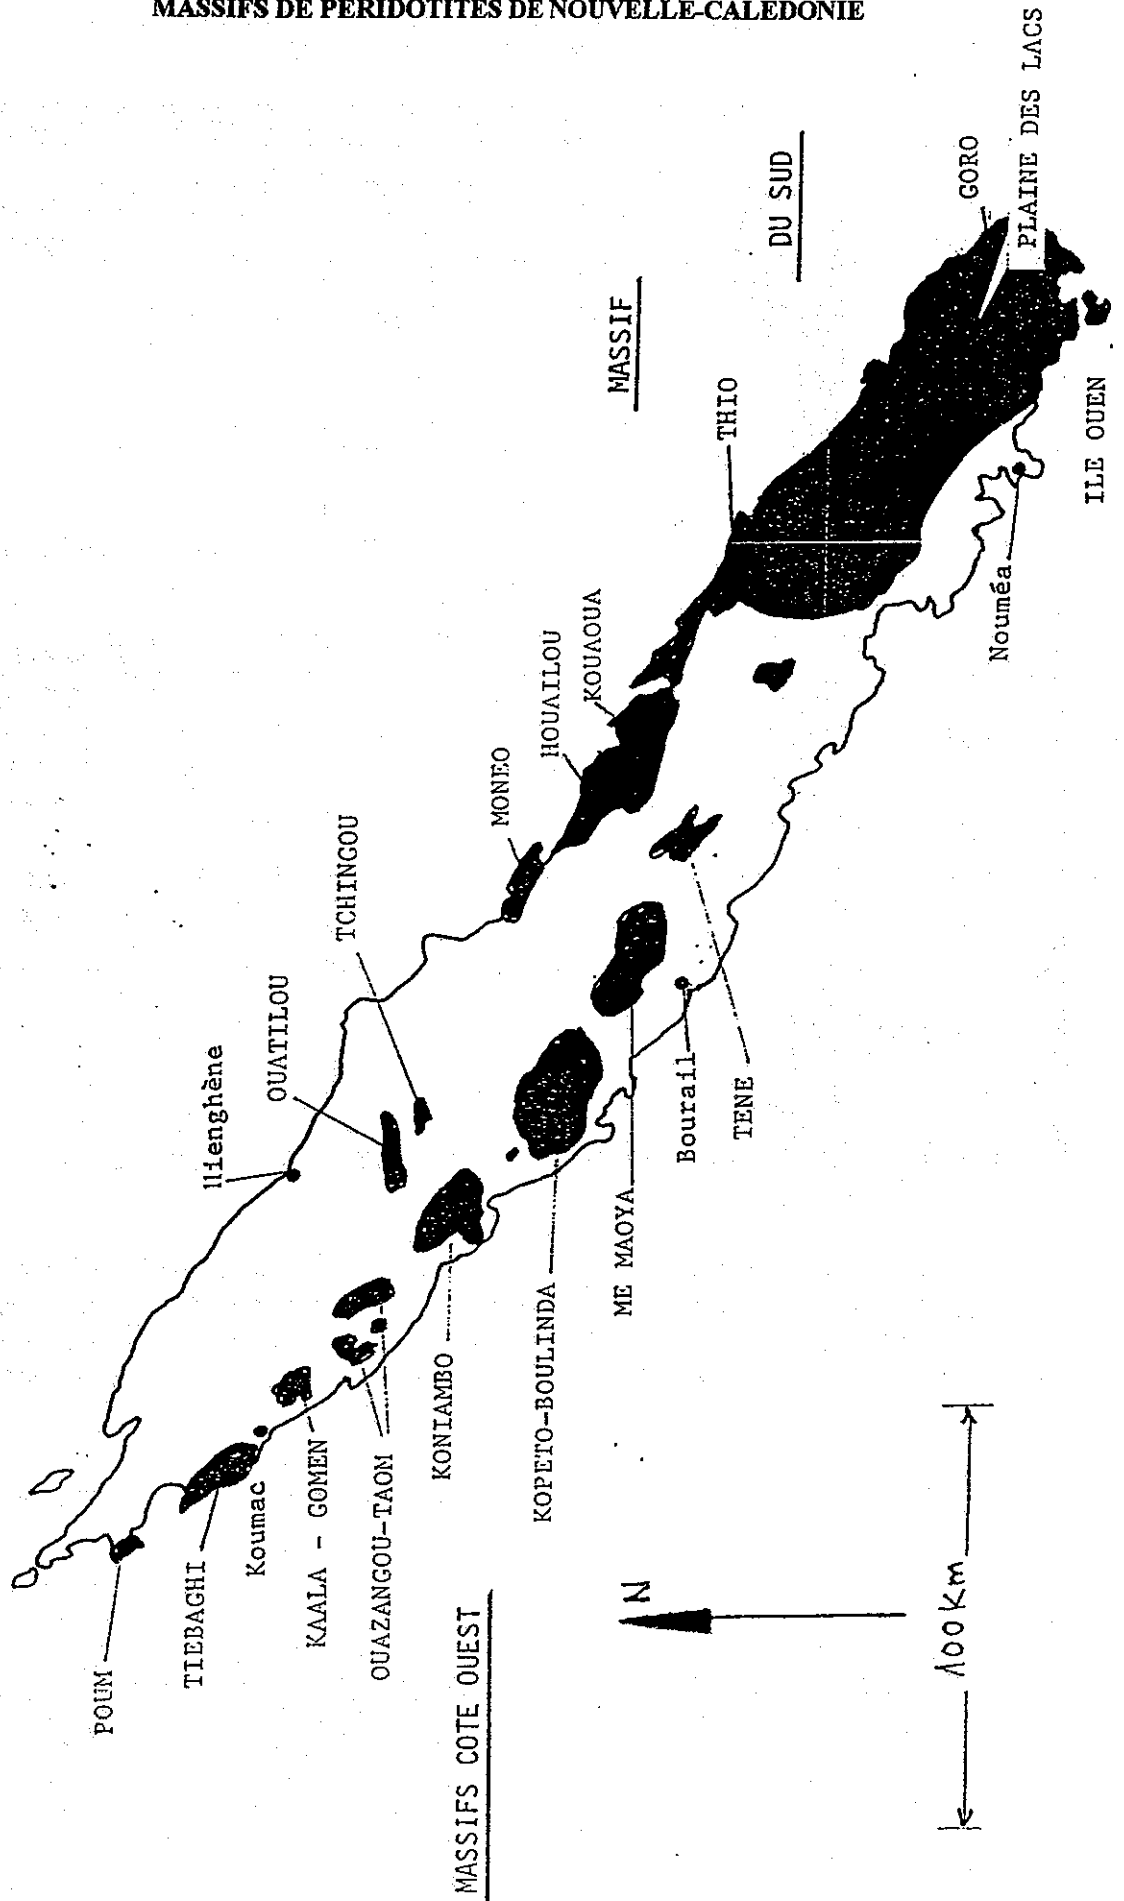 MASSIFS DE PERIDOTITES DE NOUVELLE-CALEDONIE
POUM
TIEBAGHI
Koumac
KAALA - GOMEN
OUAZANGOU-TAOM
KONIAMBO
KOPETO-BOULINDA
ME MAOYA
Bourail
TENE
MASSIFS COTE OUEST
Hienghène
OUATILOU
TCHINGOU
MONEO
HOUAILOU
KOUAOUA
THIO
MASSIF
DU SUD
GORO
PLAINE DES LACS
ILE OUEN
Nouméa
N
100 Km